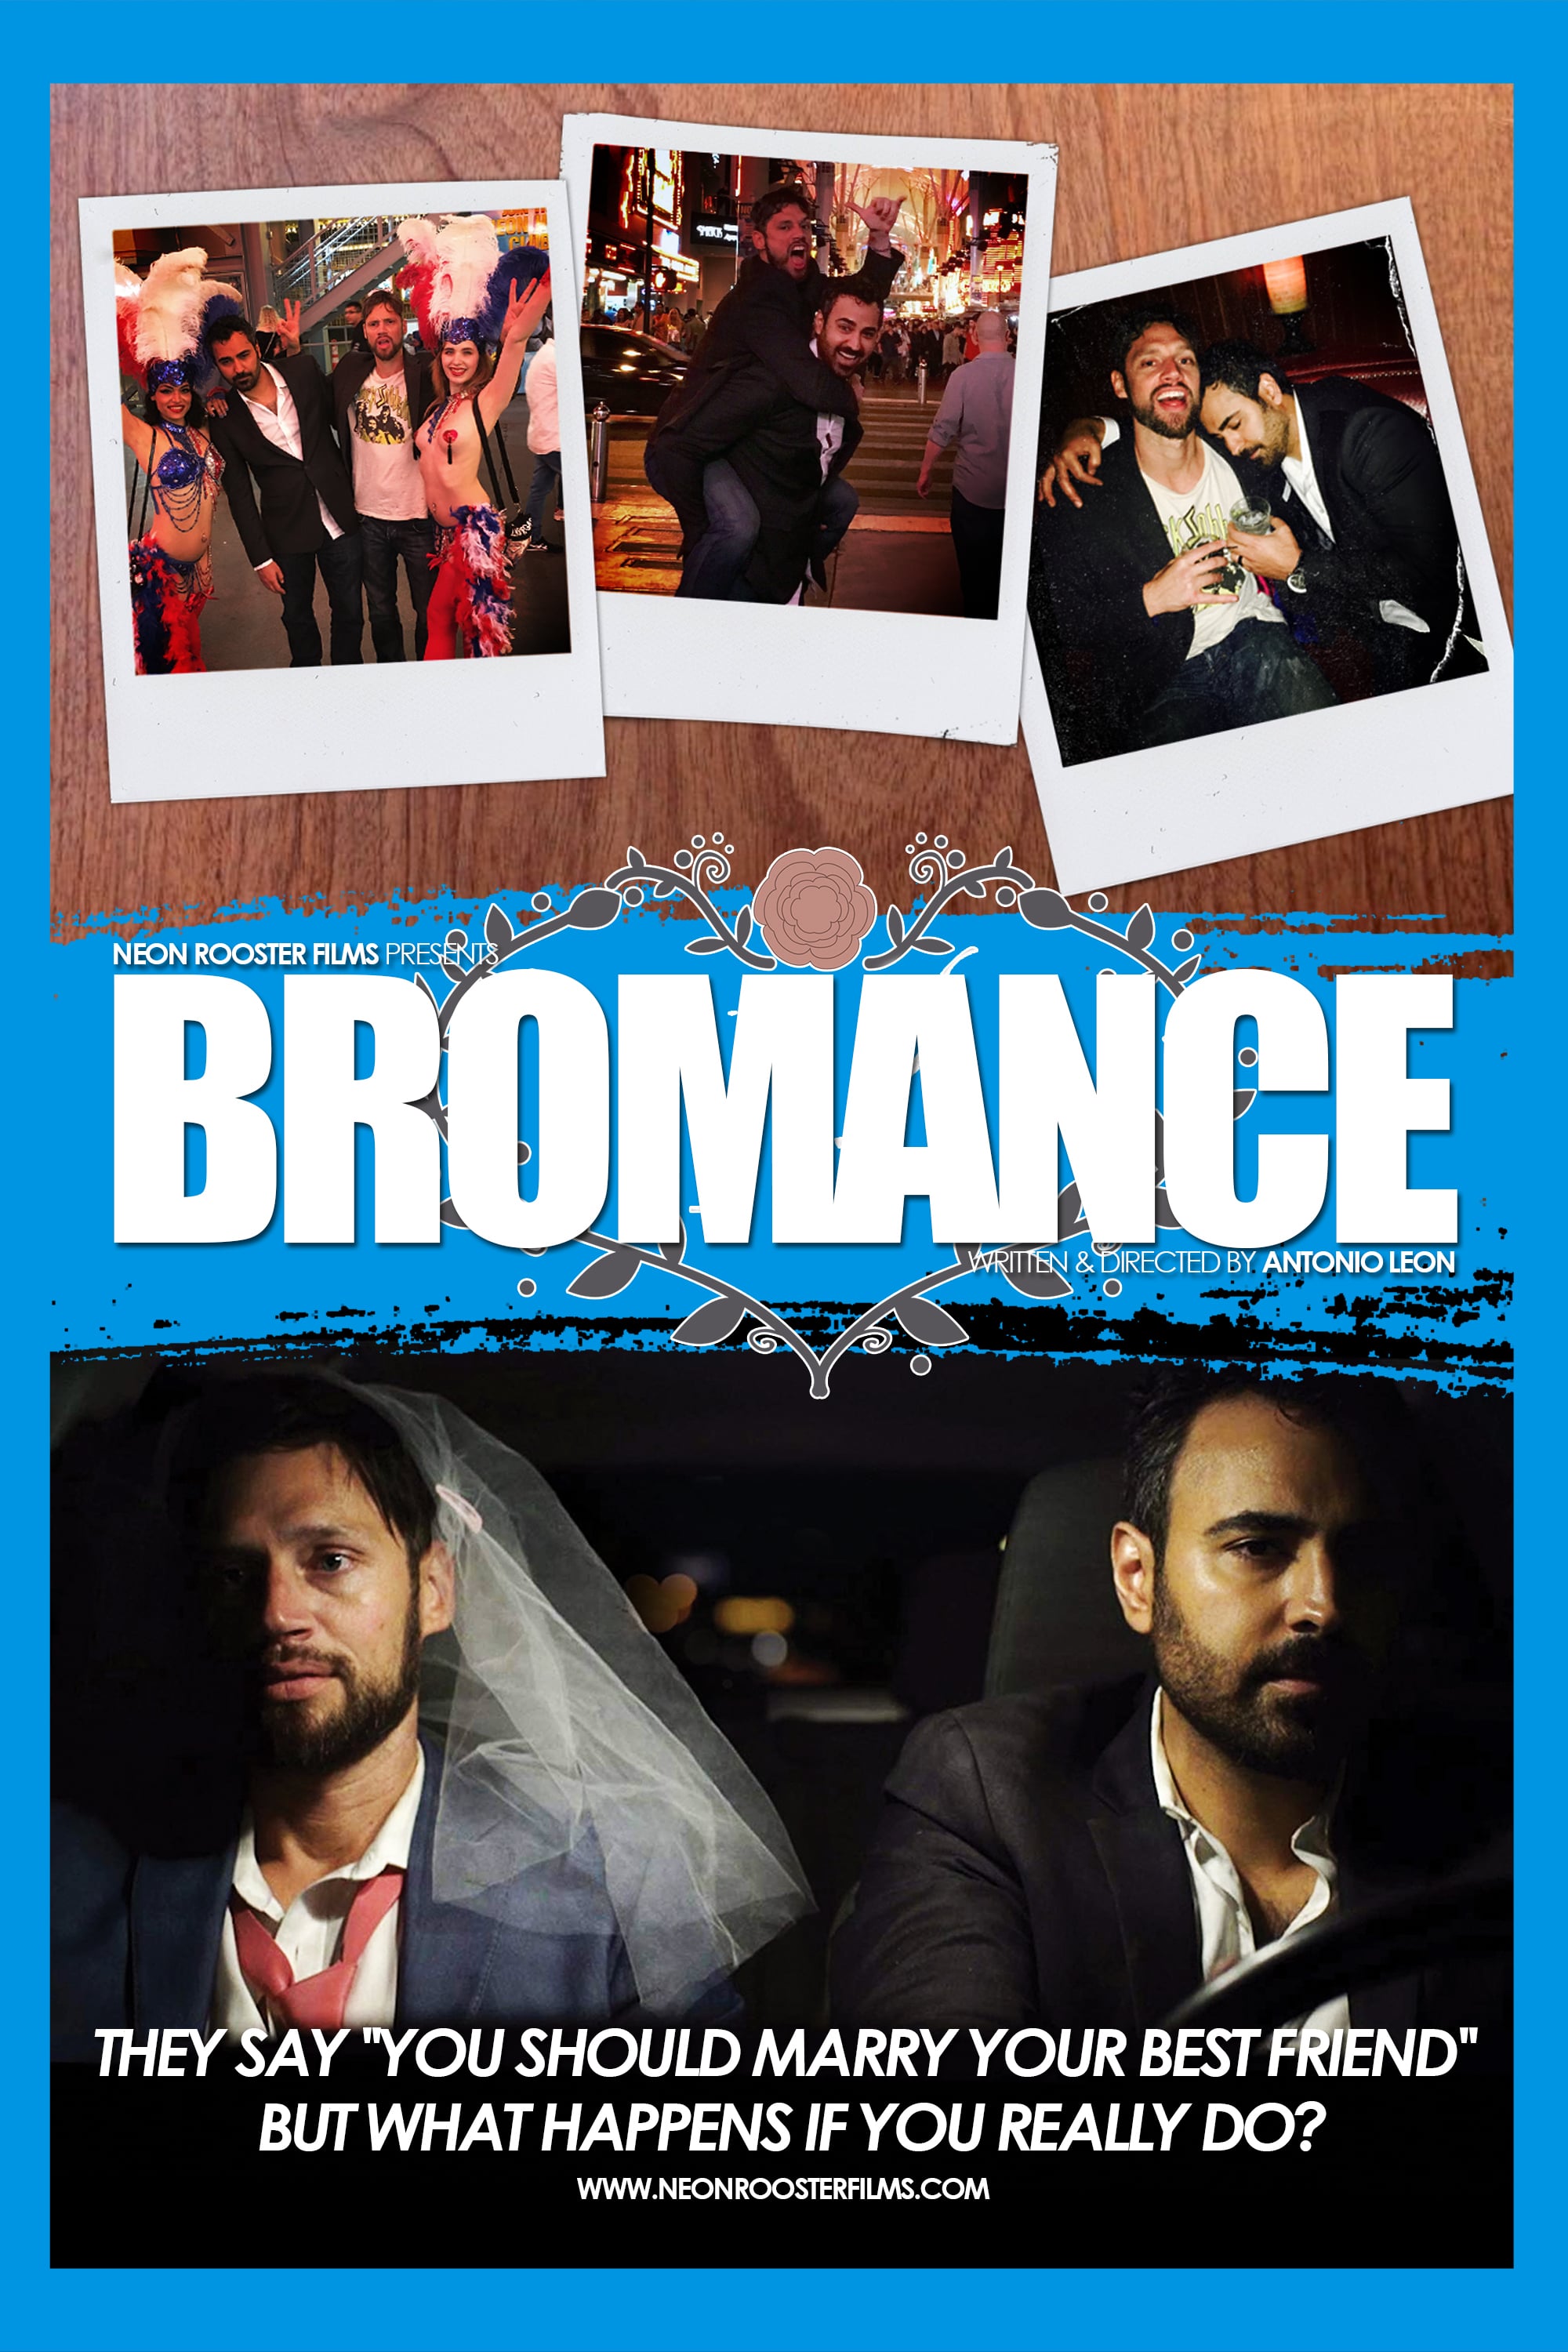 NEON ROOSTER FILMS PRESENTS
BROMANCE
WRITTEN & DIRECTED BY ANTONIO LEON
THEY SAY "YOU SHOULD MARRY YOUR BEST FRIEND"
BUT WHAT HAPPENS IF YOU REALLY DO?
WWW.NEONROOSTERFILMS.COM